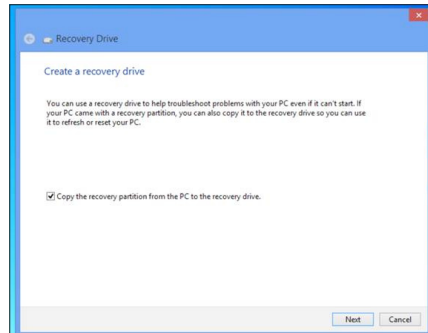 Recovery Drive
Create a recovery drive
You can use a recovery drive to help troubleshoot problems with your PC even if it can't start. If
your PC came with a recovery partition, you can also copy it to the recovery drive so you can use
it to refresh or reset your PC.
Copy the recovery partition from the PC to the recovery drive.
Next Cancel